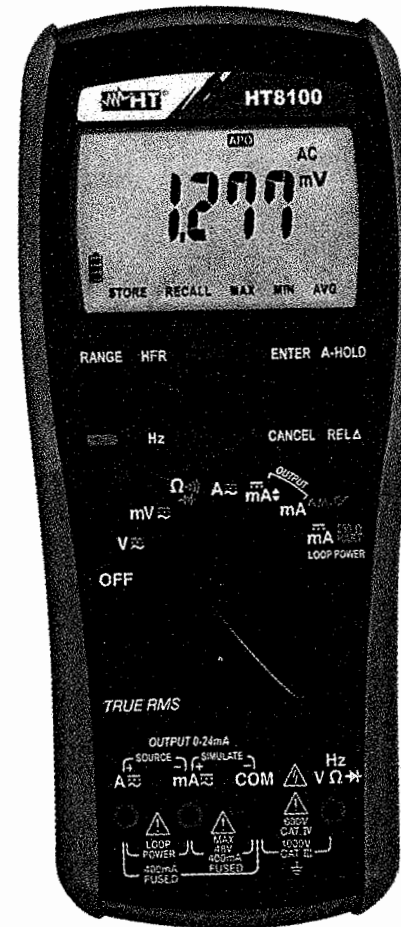 HT HT8100
APO
AC
1.277 mV
STORE RECALL MAX MIN AVG
RANGE HFR ENTER A-HOLD
Hz CANCEL REL∆
OUTPUT
Ω A mA mA
mV
V mA
LOOP POWER
OFF
TRUE RMS
OUTPUT 0-24mA
SOURCE SIMULATE
Hz
A mA COM V Ω
LOOP POWER
MAX 48V
400mA FUSED
600V CAT. IV
1000V CAT. III
400mA FUSED